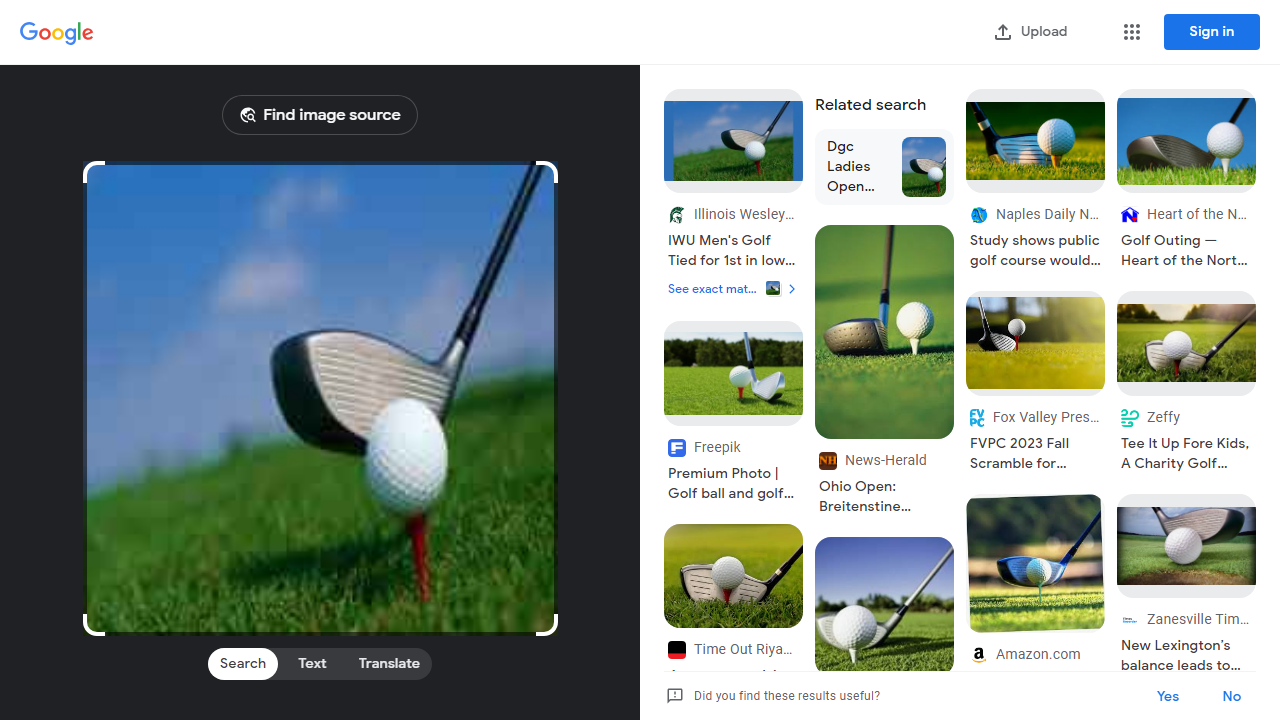 Google
Upload
Sign in
Find image source
Search
Text
Translate
Illinois Wesley...
IWU Men's Golf
Tied for 1st in low...
See exact mat...
Freepik
Premium Photo |
Golf ball and golf...
Time Out Riya...
Related search
Dgc
Ladies
Open...
News-Herald
Ohio Open:
Breitenstine...
Naples Daily N...
Study shows public
golf course would...
Fox Valley Pres...
FVPC 2023 Fall
Scramble for...
Amazon.com
Heart of the N...
Golf Outing —
Heart of the Nort...
Zeffy
Tee It Up Fore Kids,
A Charity Golf...
Zanesville Tim...
New Lexington's
balance leads to...
Did you find these results useful?
Yes
No